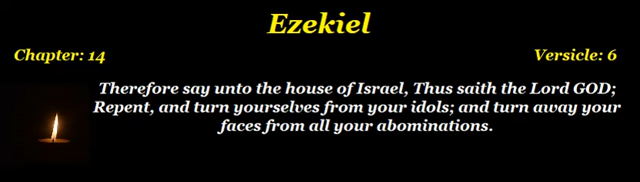 Ezekiel
Chapter: 14 Versicle: 6
Therefore say unto the house of Israel, Thus saith the Lord GOD;
Repent, and turn yourselves from your idols; and turn away your
faces from all your abominations.